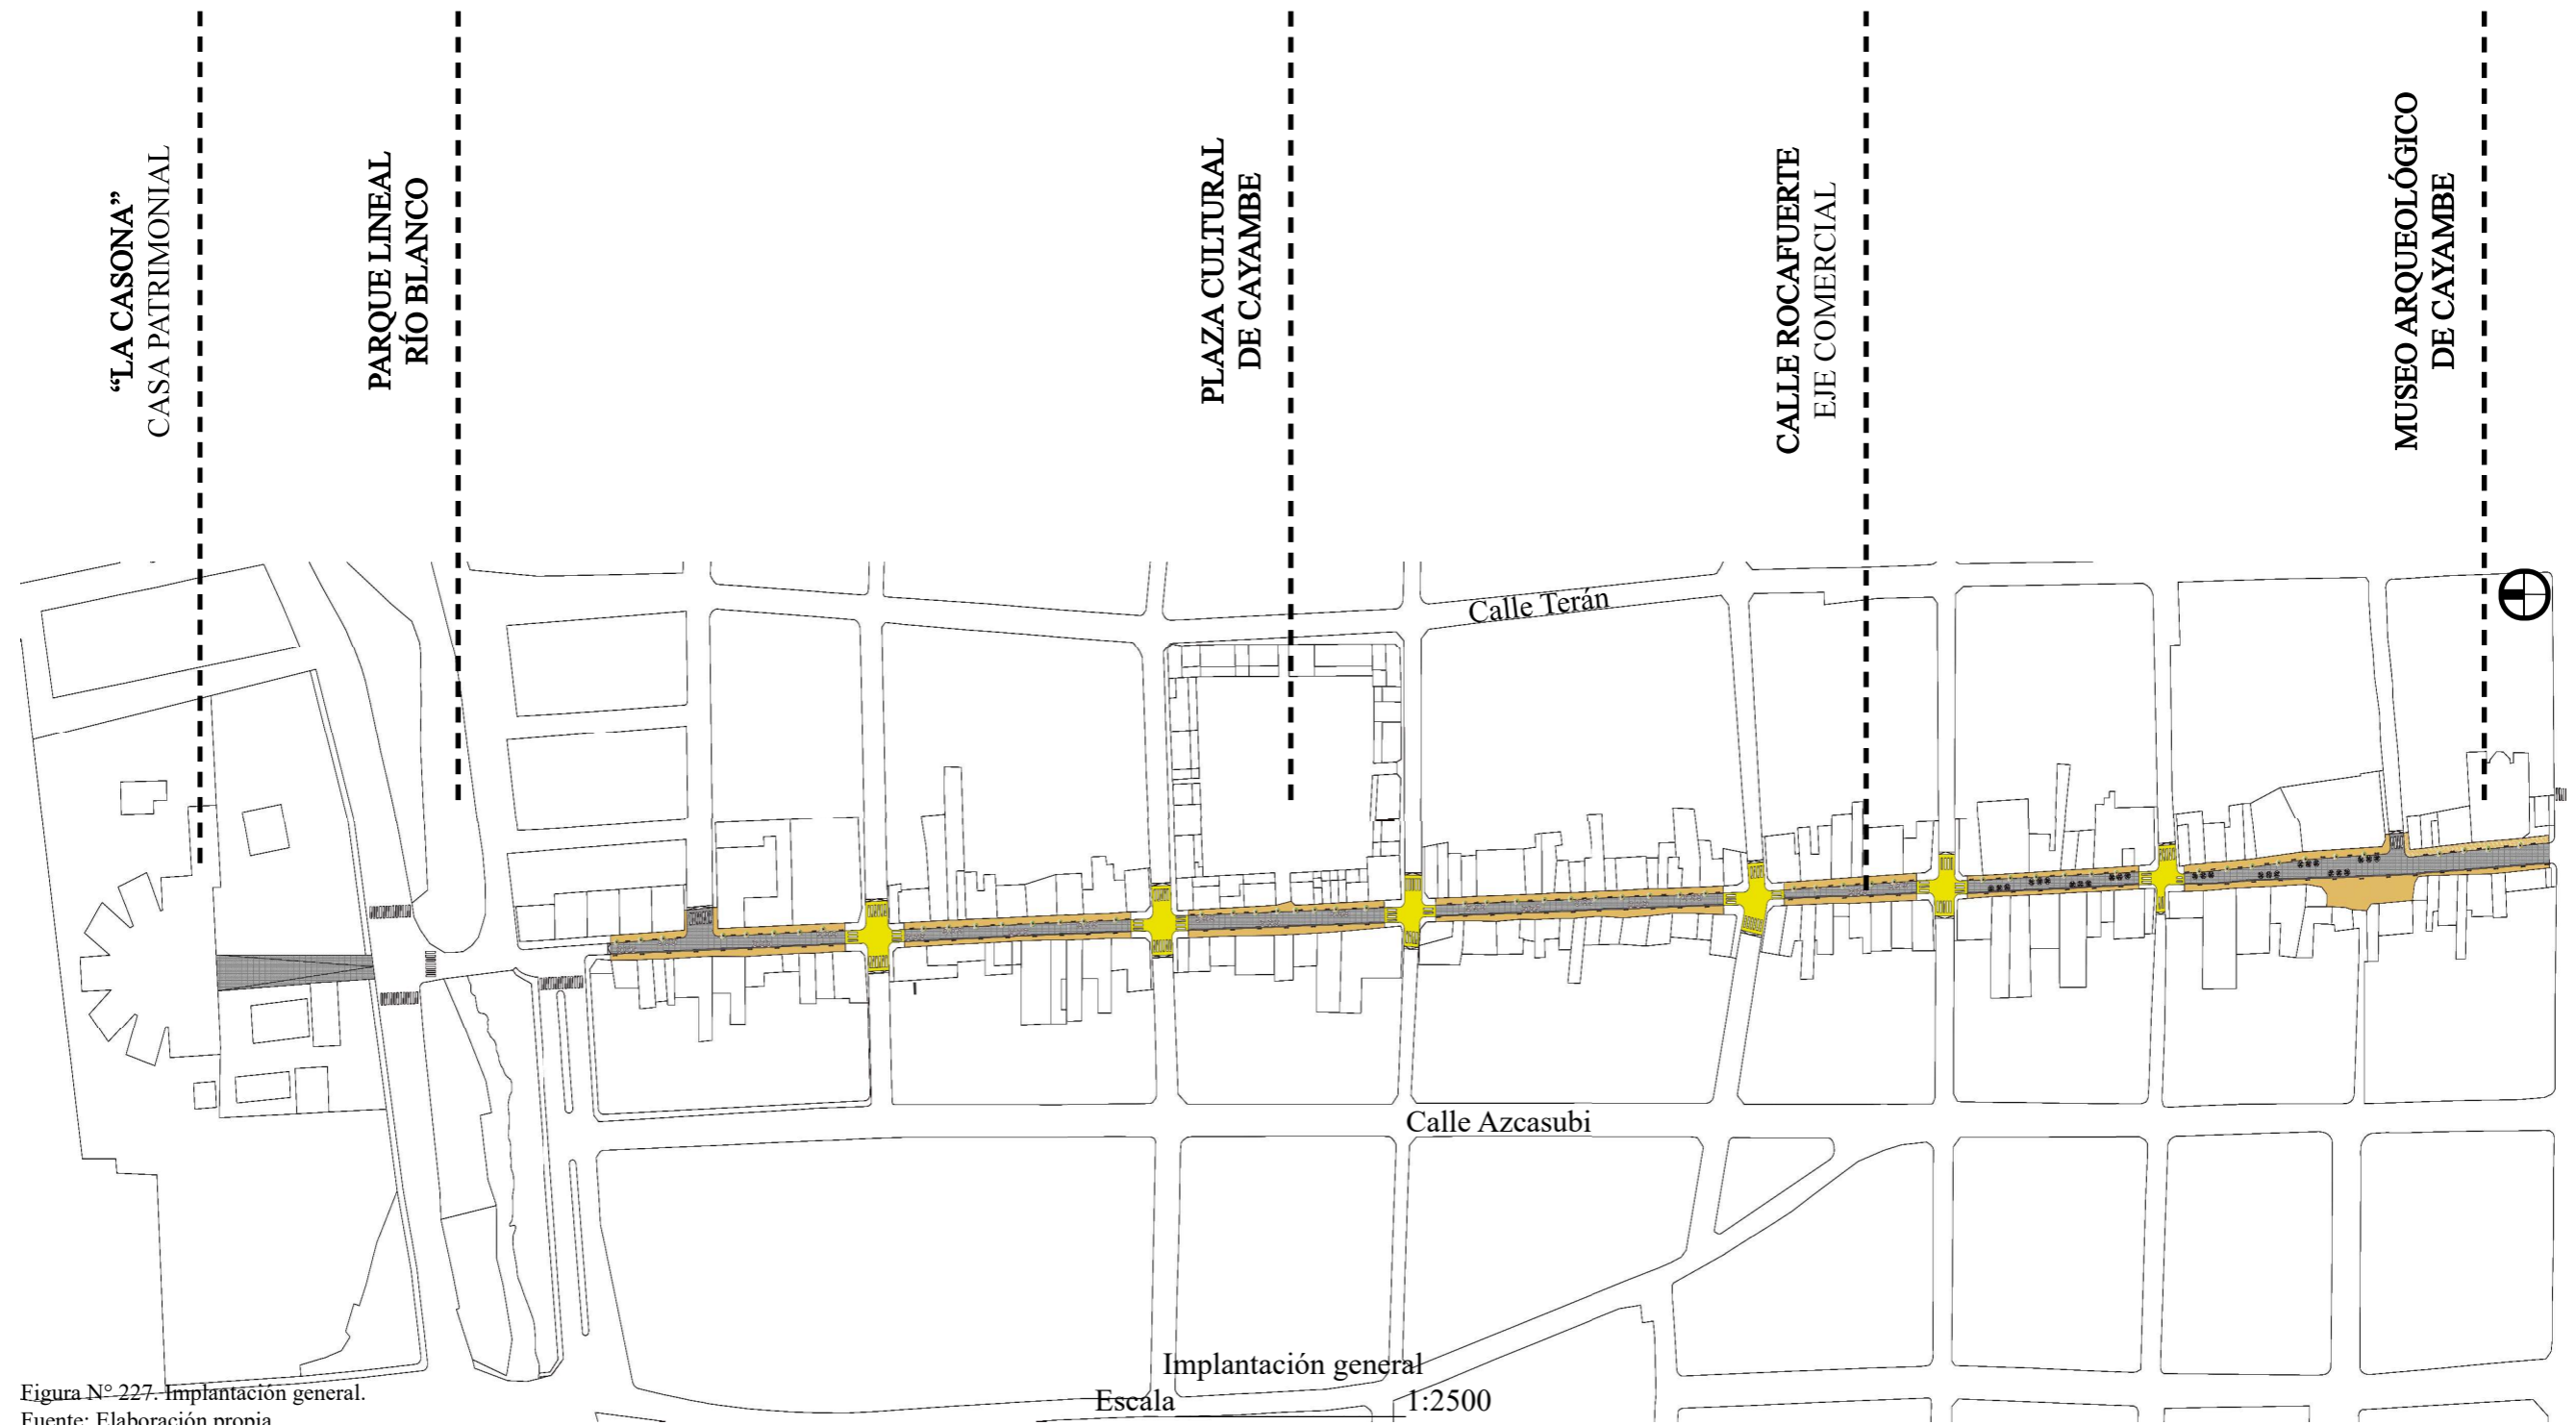 “LA CASONA”
CASA PATRIMONIAL
PARQUE LINEAL
RÍO BLANCO
PLAZA CULTURAL
DE CAYAMBE
CALLE ROCAFUERTE
EJE COMERCIAL
MUSEO ARQUEOLÓGICO
DE CAYAMBE
Calle Terán
Calle Azcasubi
Implantación general
Escala 1:2500
Figura N° 227. Implantación general.
Fuente: Elaboración propia